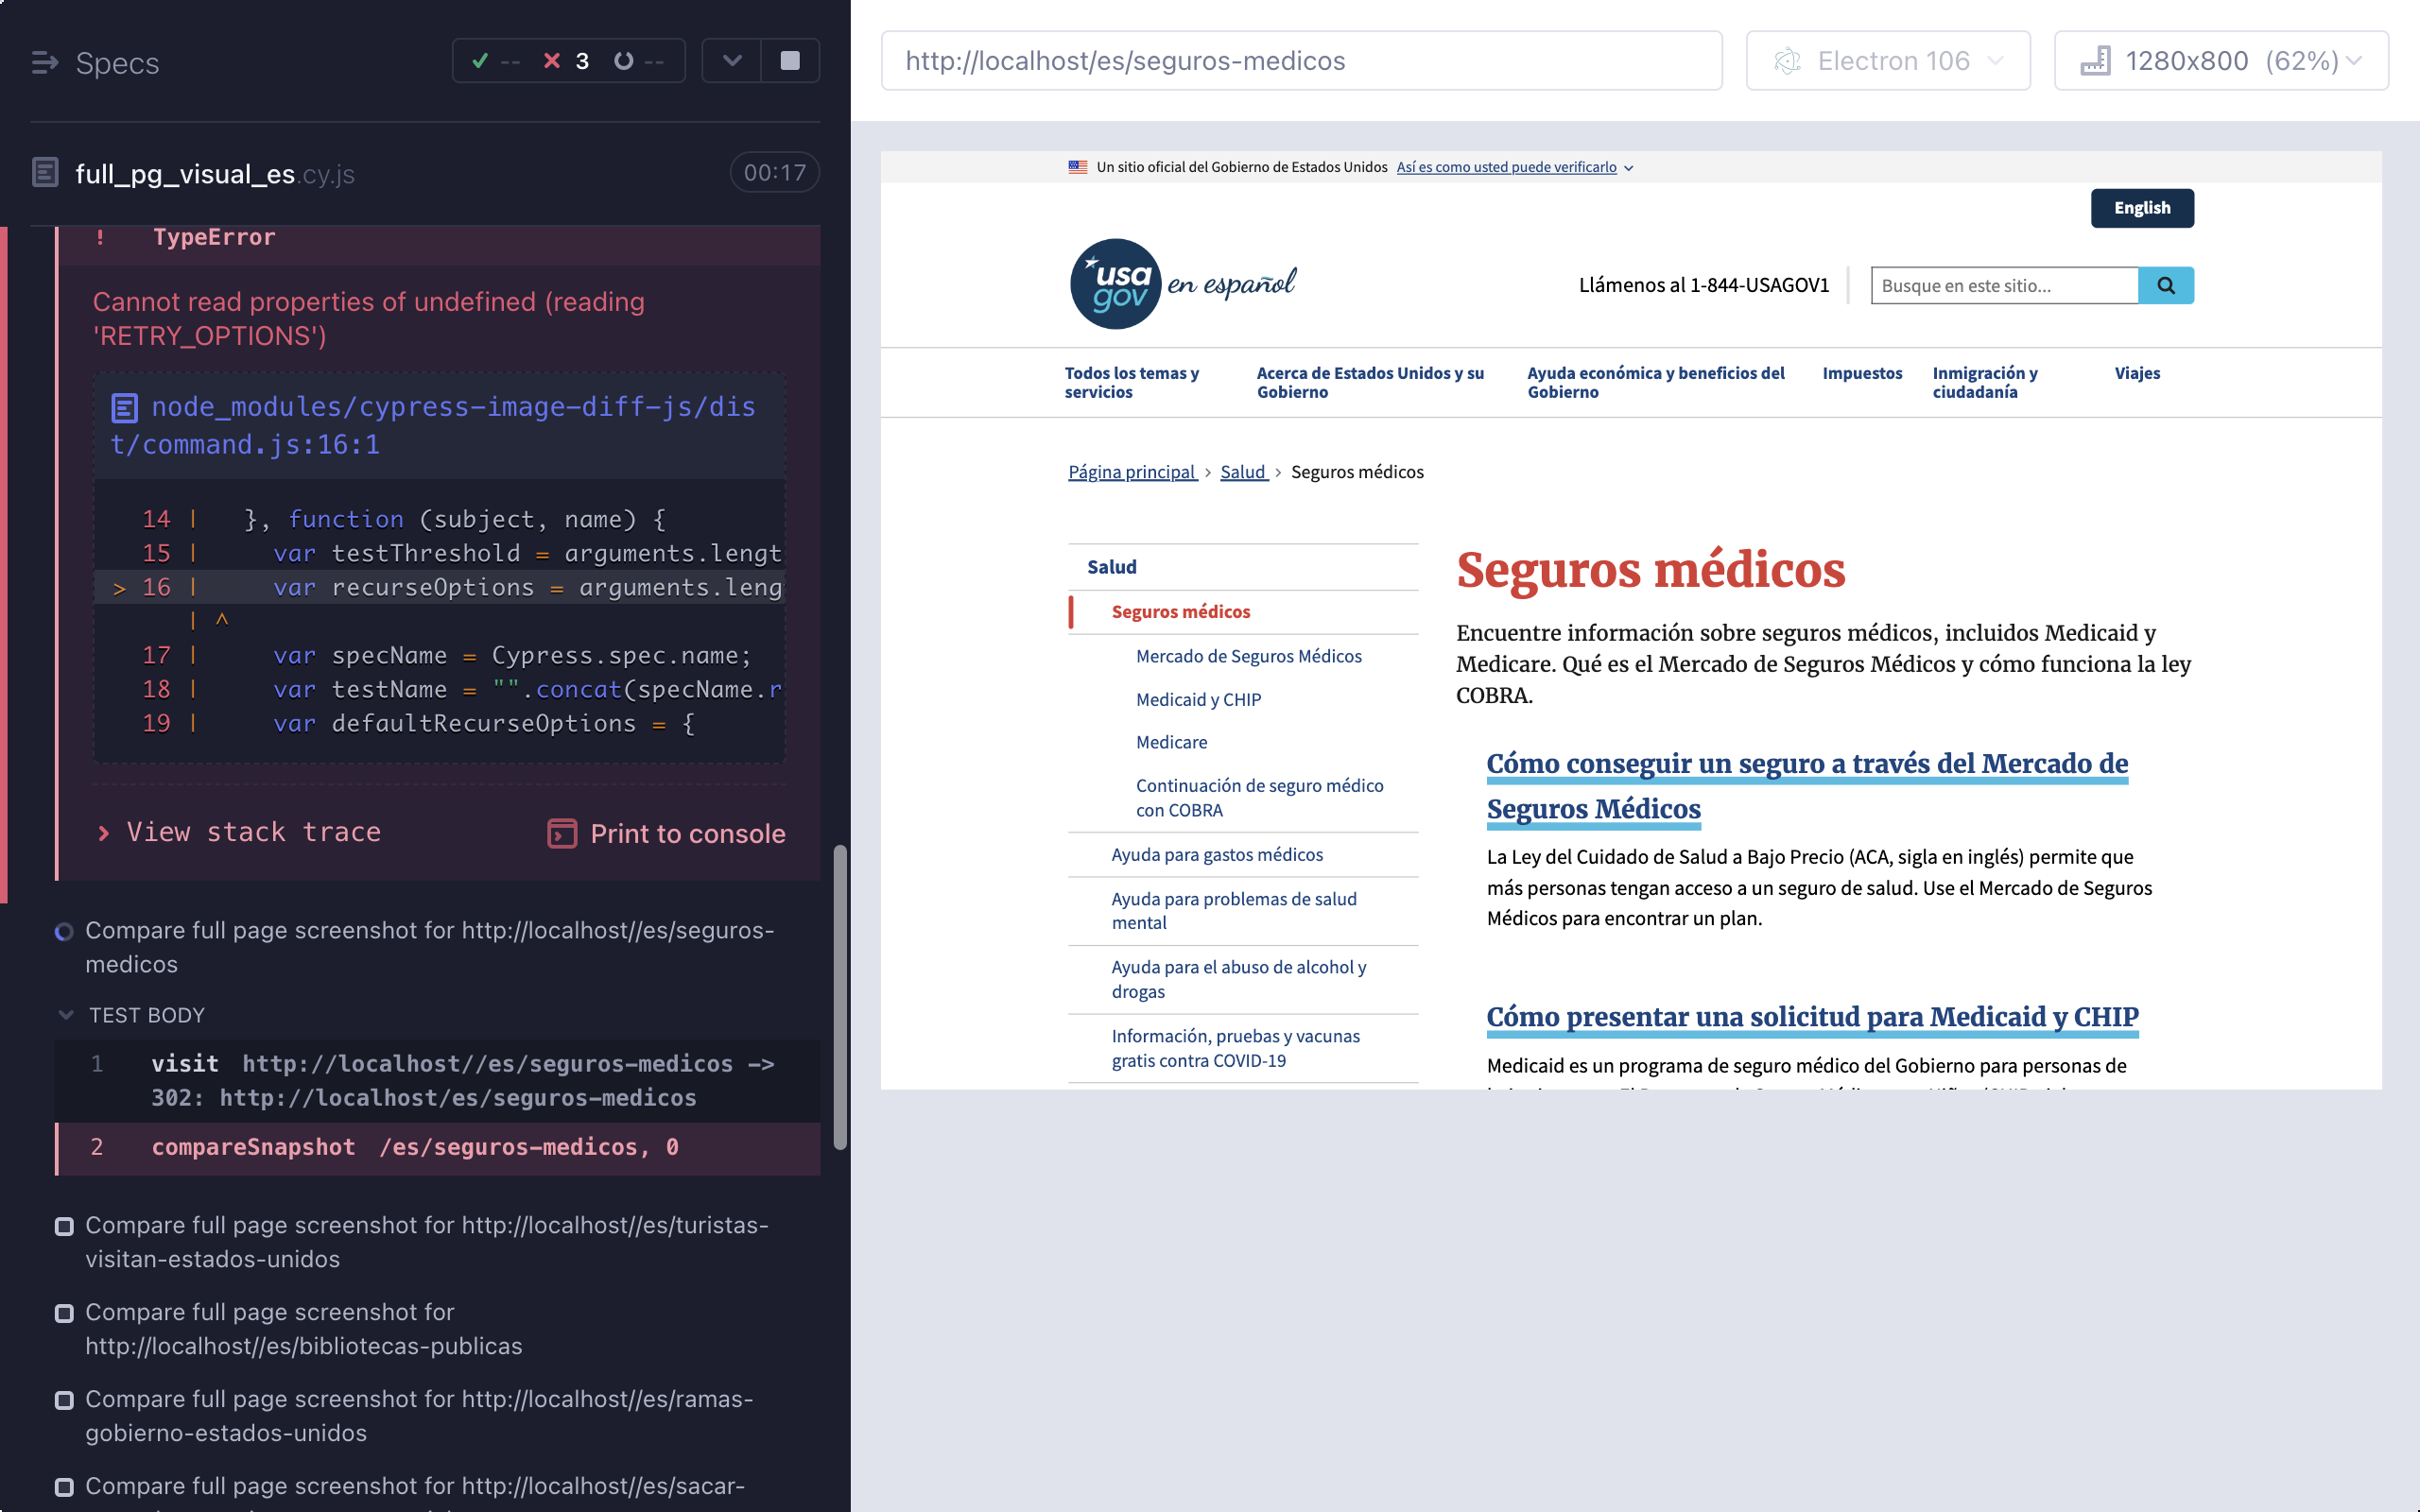 Specs
-- 3 --
full_pg_visual_es.cy.js
00:17
! TypeError
Cannot read properties of undefined (reading
'RETRY_OPTIONS')
node_modules/cypress-image-diff-js/dis
t/command.js:16:1
14 | }, function (subject, name) {
15 | var testThreshold = arguments.lengt
> 16 | var recurseOptions = arguments.leng
| ^
17 | var specName = Cypress.spec.name;
18 | var testName = "".concat(specName.r
19 | var defaultRecurseOptions = {
View stack trace
Print to console
Compare full page screenshot for http://localhost//es/seguros-
medicos
TEST BODY
1 visit http://localhost//es/seguros-medicos ->
302: http://localhost/es/seguros-medicos
2 compareSnapshot /es/seguros-medicos, 0
Compare full page screenshot for http://localhost//es/turistas-
visitan-estados-unidos
Compare full page screenshot for
http://localhost//es/bibliotecas-publicas
Compare full page screenshot for http://localhost//es/ramas-
gobierno-estados-unidos
Compare full page screenshot for http://localhost//es/sacar-
http://localhost/es/seguros-medicos
Electron 106
1280x800 (62%)
Un sitio oficial del Gobierno de Estados Unidos Así es como usted puede verificarlo
English
usa
gov
en español
Llámenos al 1-844-USAGOV1
Busque en este sitio...
Todos los temas y
servicios
Acerca de Estados Unidos y su
Gobierno
Ayuda económica y beneficios del
Gobierno
Impuestos
Inmigración y
ciudadanía
Viajes
Página principal > Salud > Seguros médicos
Salud
Seguros médicos
Mercado de Seguros Médicos
Medicaid y CHIP
Medicare
Continuación de seguro médico
con COBRA
Ayuda para gastos médicos
Ayuda para problemas de salud
mental
Ayuda para el abuso de alcohol y
drogas
Información, pruebas y vacunas
gratis contra COVID-19
Seguros médicos
Encuentre información sobre seguros médicos, incluidos Medicaid y
Medicare. Qué es el Mercado de Seguros Médicos y cómo funciona la ley
COBRA.
Cómo conseguir un seguro a través del Mercado de
Seguros Médicos
La Ley del Cuidado de Salud a Bajo Precio (ACA, sigla en inglés) permite que
más personas tengan acceso a un seguro de salud. Use el Mercado de Seguros
Médicos para encontrar un plan.
Cómo presentar una solicitud para Medicaid y CHIP
Medicaid es un programa de seguro médico del Gobierno para personas de